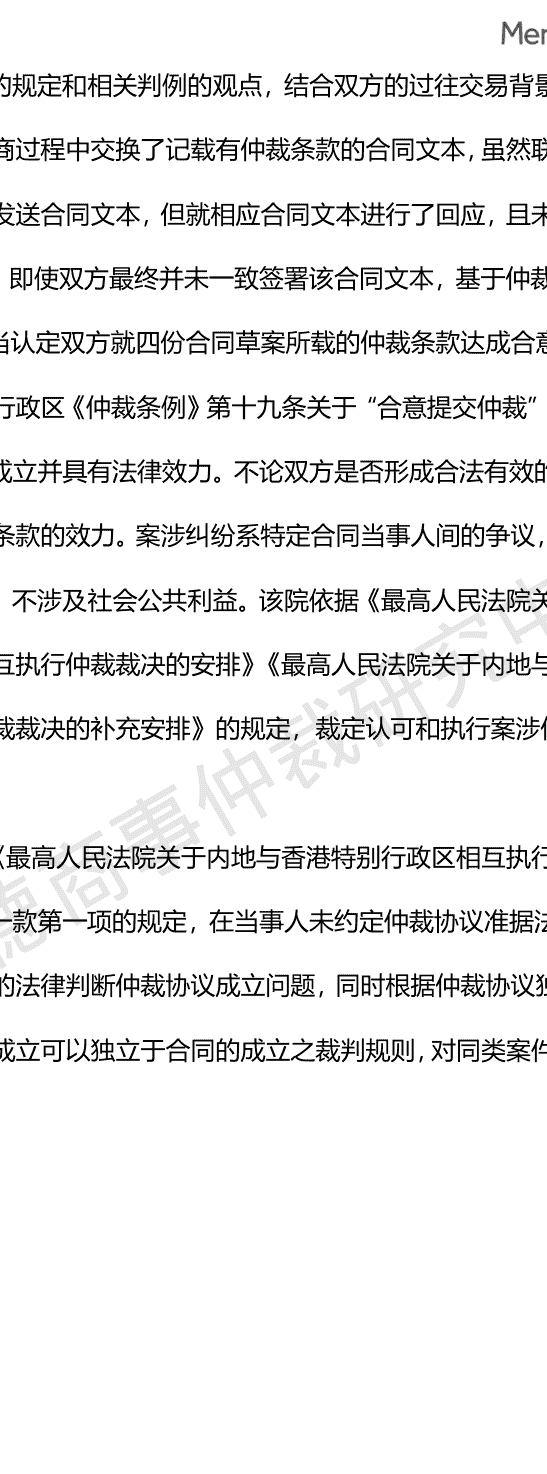 Mer
的规定和相关判例的观点，结合双方的过往交易背景
商过程中交换了记载有仲裁条款的合同文本，虽然联
发送合同文本，但就相应合同文本进行了回应，且未
，即使双方最终并未一致签署该合同文本，基于仲裁
当认定双方就四份合同草案所载的仲裁条款达成合意
行政区《仲裁条例》第十九条关于“合意提交仲裁”
成立并具有法律效力。不论双方是否形成合法有效的
条款的效力。案涉纠纷系特定合同当事人间的争议，
，不涉及社会公共利益。该院依据《最高人民法院关
互执行仲裁裁决的安排》《最高人民法院关于内地与
裁裁决的补充安排》的规定，裁定认可和执行案涉仲
《最高人民法院关于内地与香港特别行政区相互执行
一款第一项的规定，在当事人未约定仲裁协议准据法
的法律判断仲裁协议成立问题，同时根据仲裁协议独
成立可以独立于合同的成立之裁判规则，对同类案件
德商事仲裁研究中